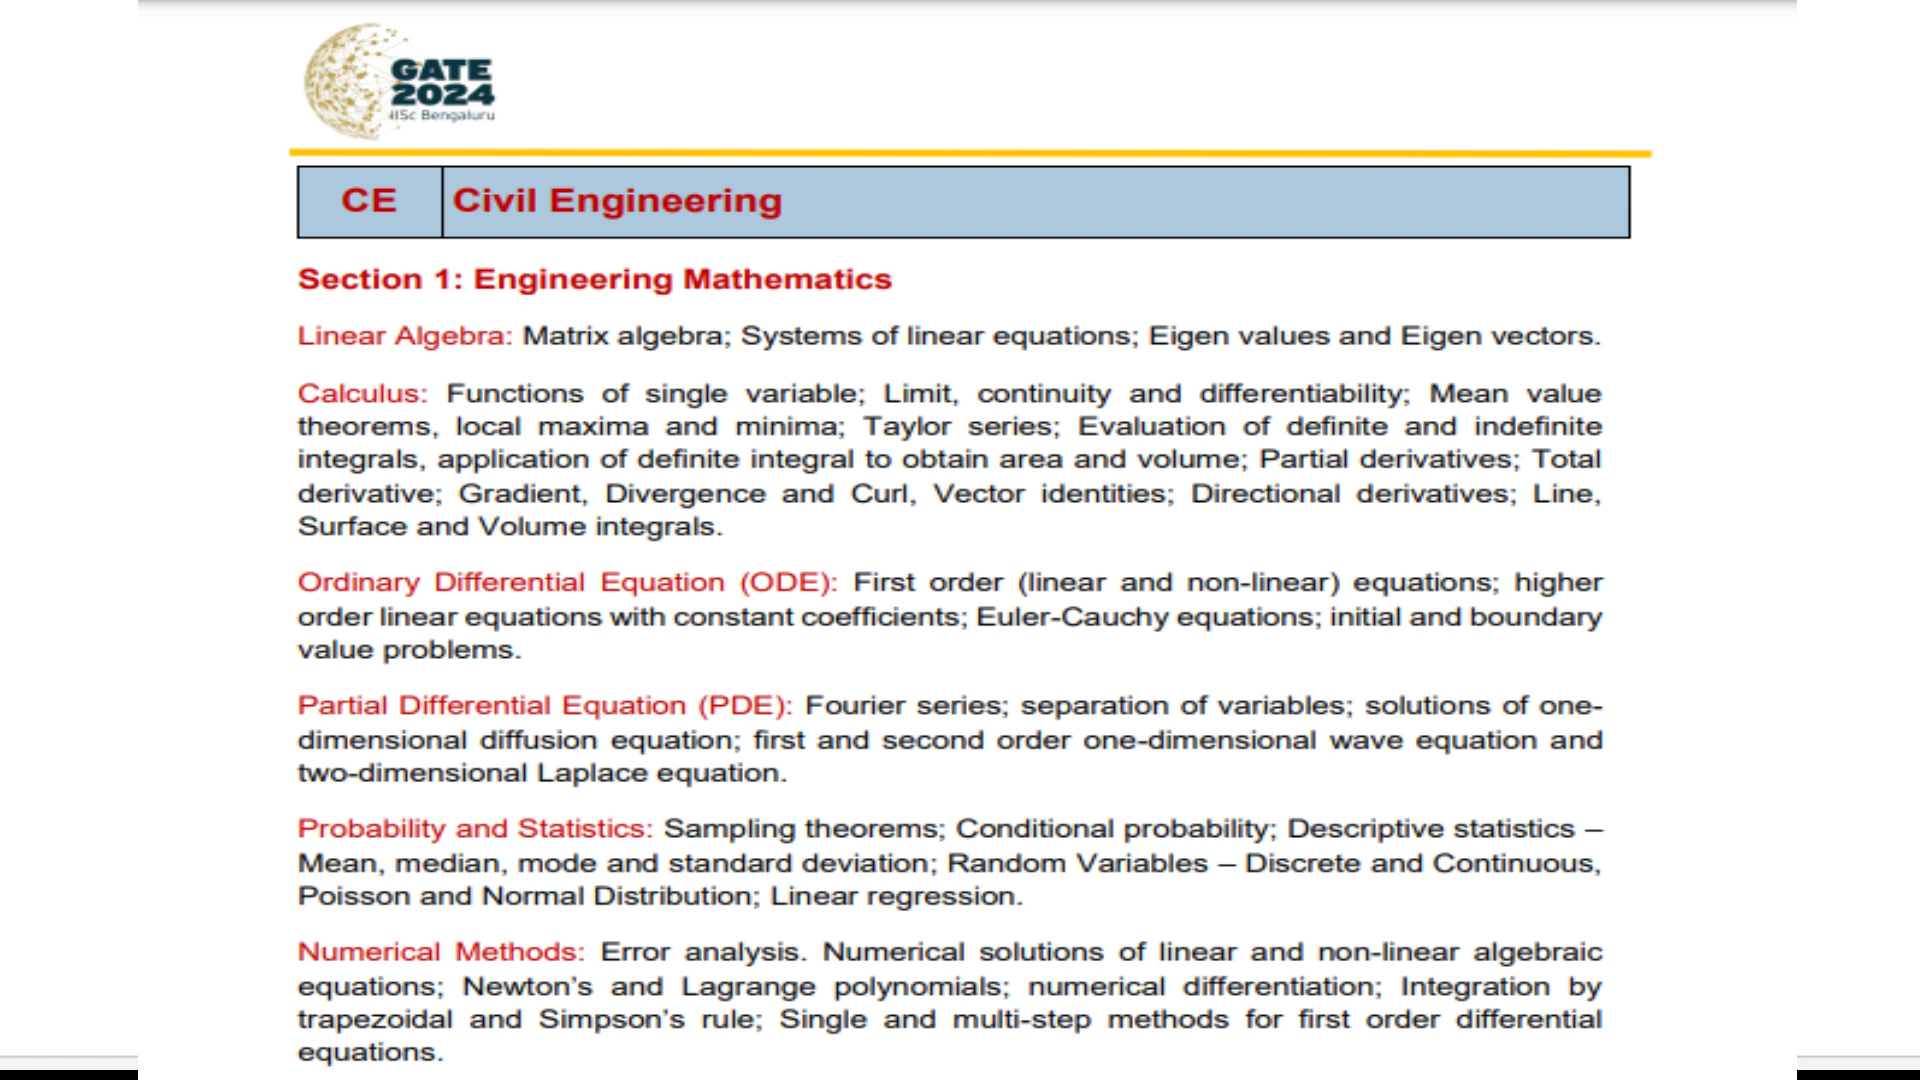 GATE
2024
IISc Bengaluru
CE Civil Engineering
Section 1: Engineering Mathematics
Linear Algebra: Matrix algebra; Systems of linear equations; Eigen values and Eigen vectors.
Calculus: Functions of single variable; Limit, continuity and differentiability; Mean value
theorems, local maxima and minima; Taylor series; Evaluation of definite and indefinite
integrals, application of definite integral to obtain area and volume; Partial derivatives; Total
derivative; Gradient, Divergence and Curl, Vector identities; Directional derivatives; Line,
Surface and Volume integrals.
Ordinary Differential Equation (ODE): First order (linear and non-linear) equations; higher
order linear equations with constant coefficients; Euler-Cauchy equations; initial and boundary
value problems.
Partial Differential Equation (PDE): Fourier series; separation of variables; solutions of one-
dimensional diffusion equation; first and second order one-dimensional wave equation and
two-dimensional Laplace equation.
Probability and Statistics: Sampling theorems; Conditional probability; Descriptive statistics –
Mean, median, mode and standard deviation; Random Variables – Discrete and Continuous,
Poisson and Normal Distribution; Linear regression.
Numerical Methods: Error analysis. Numerical solutions of linear and non-linear algebraic
equations; Newton’s and Lagrange polynomials; numerical differentiation; Integration by
trapezoidal and Simpson’s rule; Single and multi-step methods for first order differential
equations.